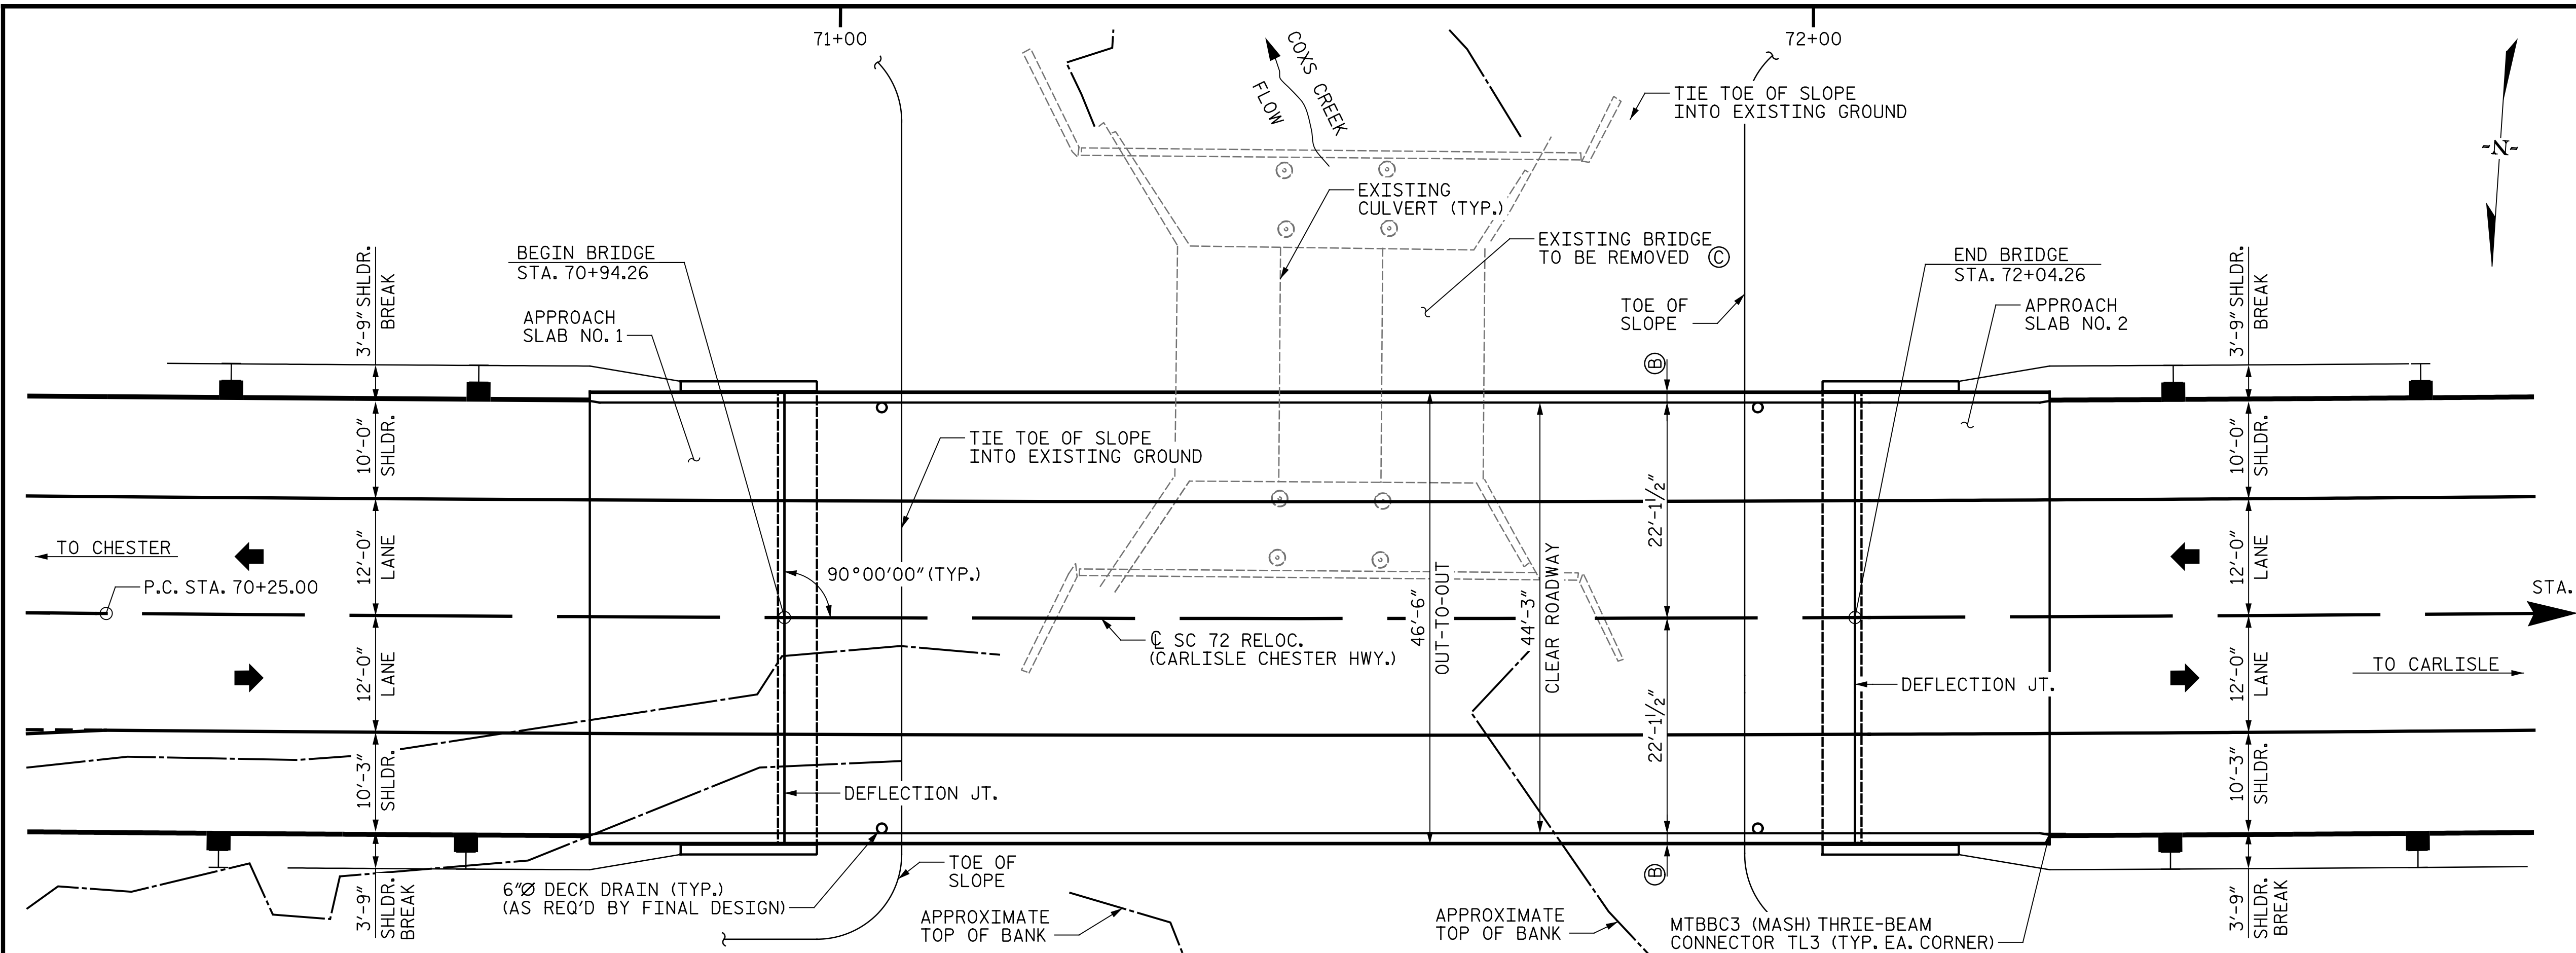 71+00
72+00
COXS CREEK
FLOW
TIE TOE OF SLOPE
INTO EXISTING GROUND
-N-
EXISTING
CULVERT (TYP.)
EXISTING BRIDGE
TO BE REMOVED Ⓒ
BEGIN BRIDGE
STA. 70+94.26
END BRIDGE
STA. 72+04.26
3'-9" SHLDR.
BREAK
APPROACH
SLAB NO. 1
TOE OF
SLOPE
APPROACH
SLAB NO. 2
3'-9" SHLDR.
BREAK
Ⓑ
10'-0"
SHLDR.
TIE TOE OF SLOPE
INTO EXISTING GROUND
22'-1 1/2"
10'-0"
SHLDR.
TO CHESTER
12'-0"
LANE
P.C. STA. 70+25.00
90°00'00" (TYP.)
12'-0"
LANE
STA.
46'-6"
OUT-TO-OUT
44'-3"
CLEAR ROADWAY
℄ SC 72 RELOC.
(CARLISLE CHESTER HWY.)
12'-0"
LANE
22'-1 1/2"
DEFLECTION JT.
12'-0"
LANE
TO CARLISLE
10'-3"
SHLDR.
DEFLECTION JT.
10'-3"
SHLDR.
3'-9"
SHLDR.
BREAK
6"Ø DECK DRAIN (TYP.)
(AS REQ'D BY FINAL DESIGN)
TOE OF
SLOPE
APPROXIMATE
TOP OF BANK
APPROXIMATE
TOP OF BANK
Ⓑ
MTBBC3 (MASH) THRIE-BEAM
CONNECTOR TL3 (TYP. EA. CORNER)
3'-9"
SHLDR.
BREAK